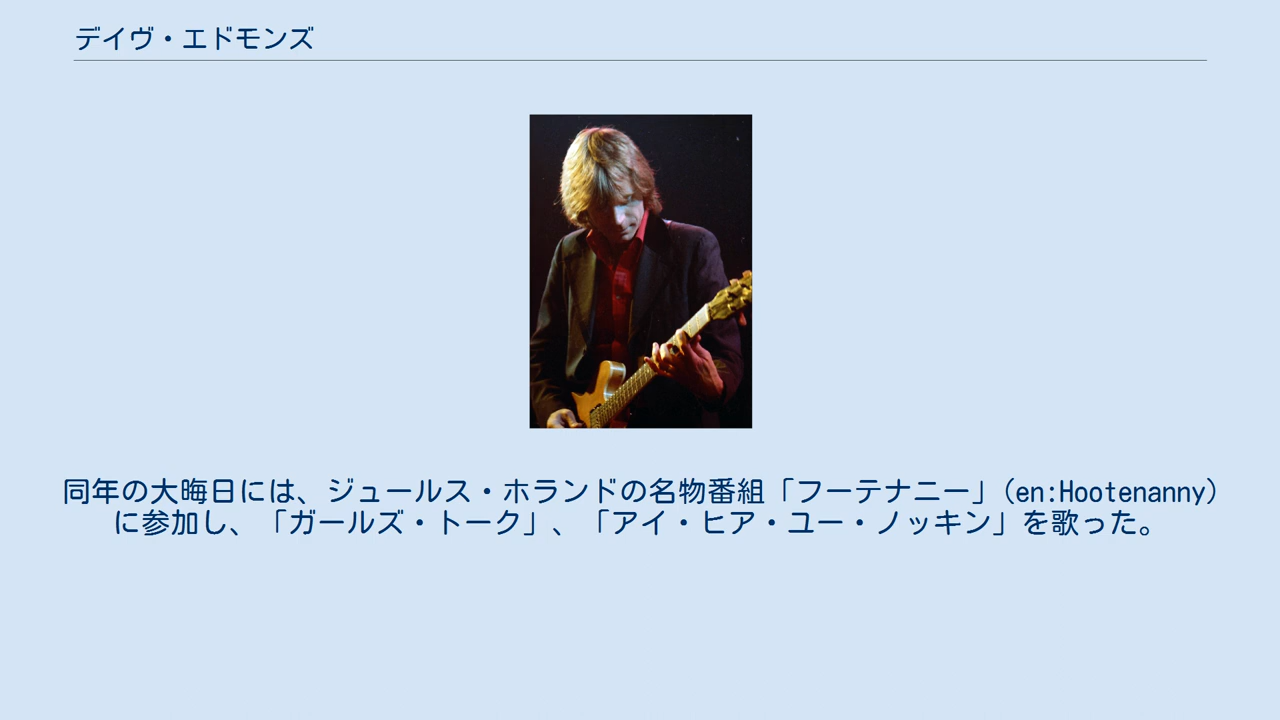 デイヴ・エドモンズ
同年の大晦日には、ジュールス・ホランドの名物番組「フーテナニー」（en:Hootenanny）
に参加し、「ガールズ・トーク」、「アイ・ヒア・ユー・ノッキン」を歌った。